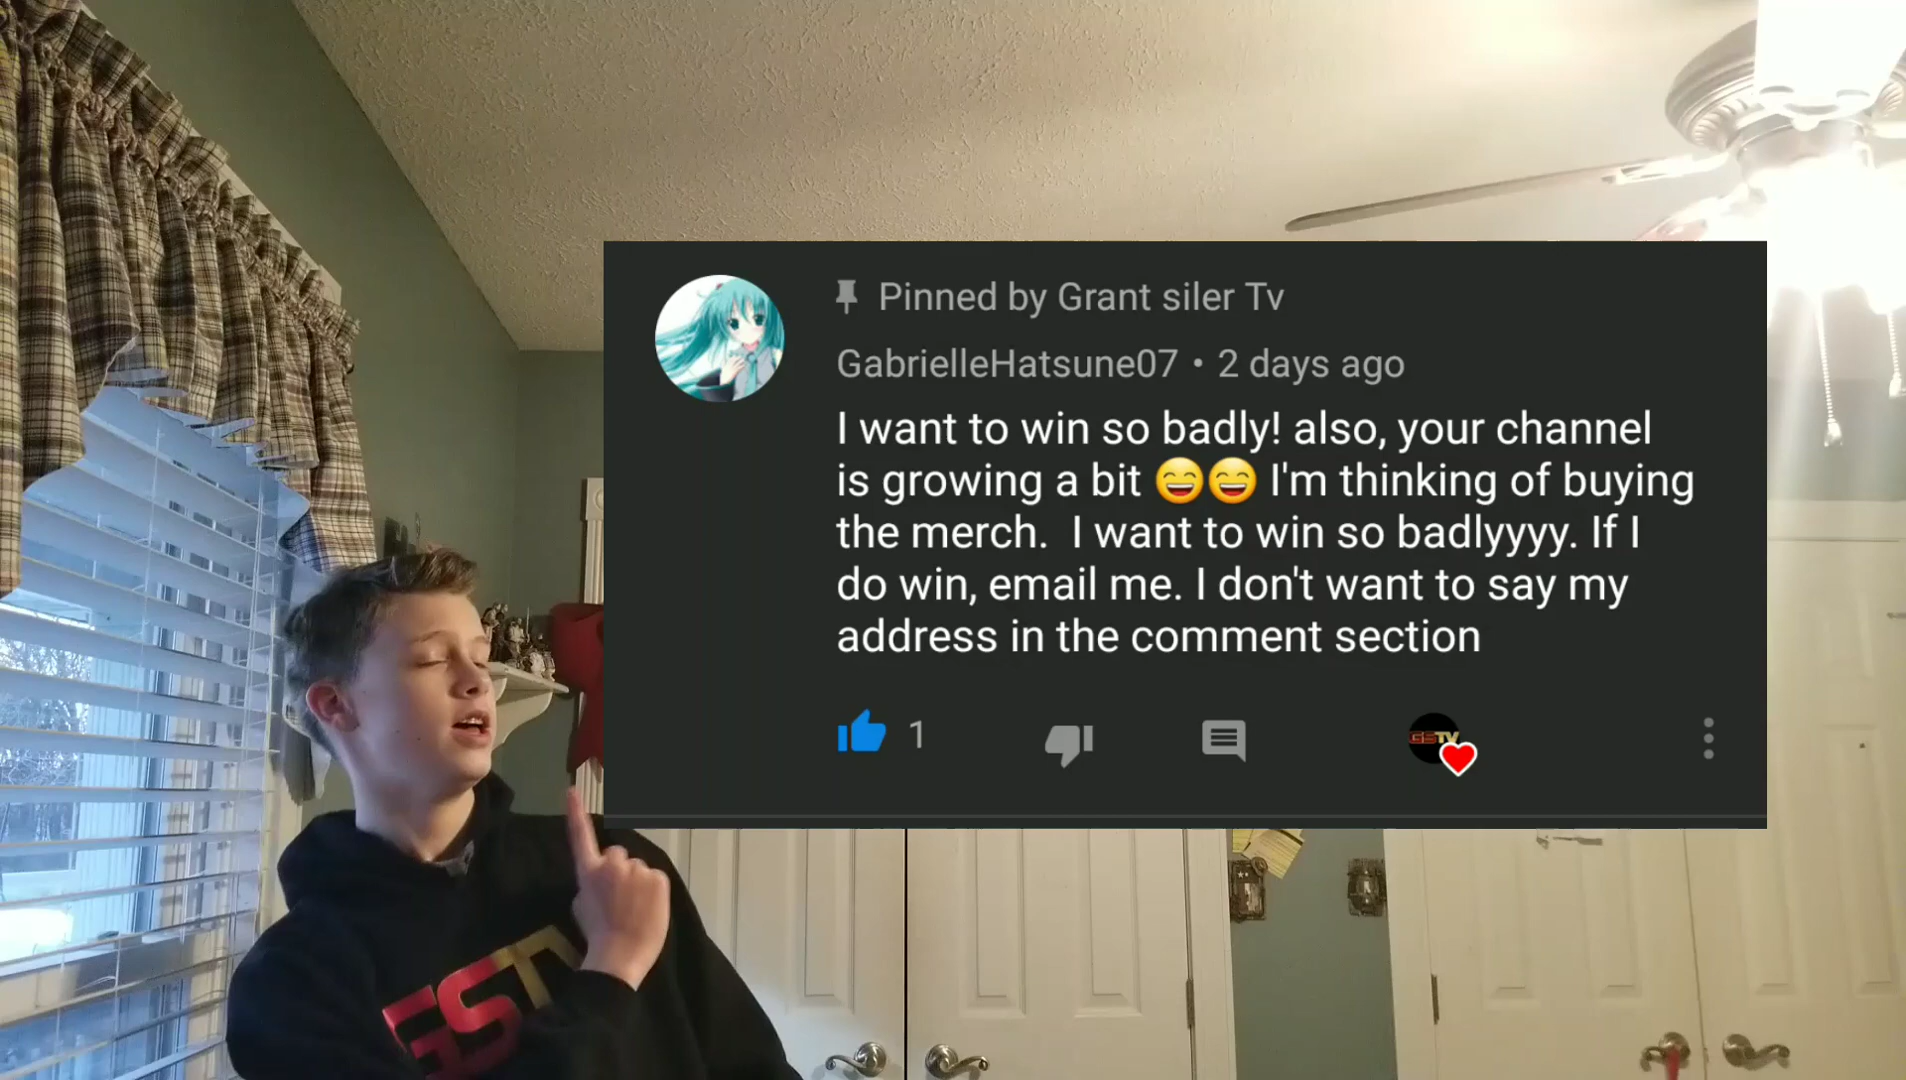 Pinned by Grant siler Tv
GabrielleHatsune07 • 2 days ago
I want to win so badly! also, your channel
is growing a bit 😄😄 I'm thinking of buying
the merch.  I want to win so badlyyyy. If I
do win, email me. I don't want to say my
address in the comment section
1
GSTV
GSTV